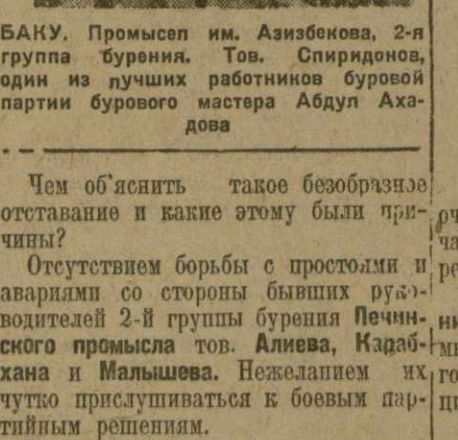 БАКУ. Промысел им. Азизбекова, 2-я
группа бурения. Тов. Спиридонов,
один из лучших работников буровой
партии бурового мастера Абдул Аха-
дова
Чем об'яснить такое безобразное
отставание и какие этому были при-
чины?
Отсутствием борьбы с простоями и
авариями со стороны бывших руко-
водителей 2-й группы бурения Печин-
ского промысла тов. Алиева, Караб-
хана и Малышева. Нежеланием их
чутко прислушиваться к боевым пар-
тийным решениям.